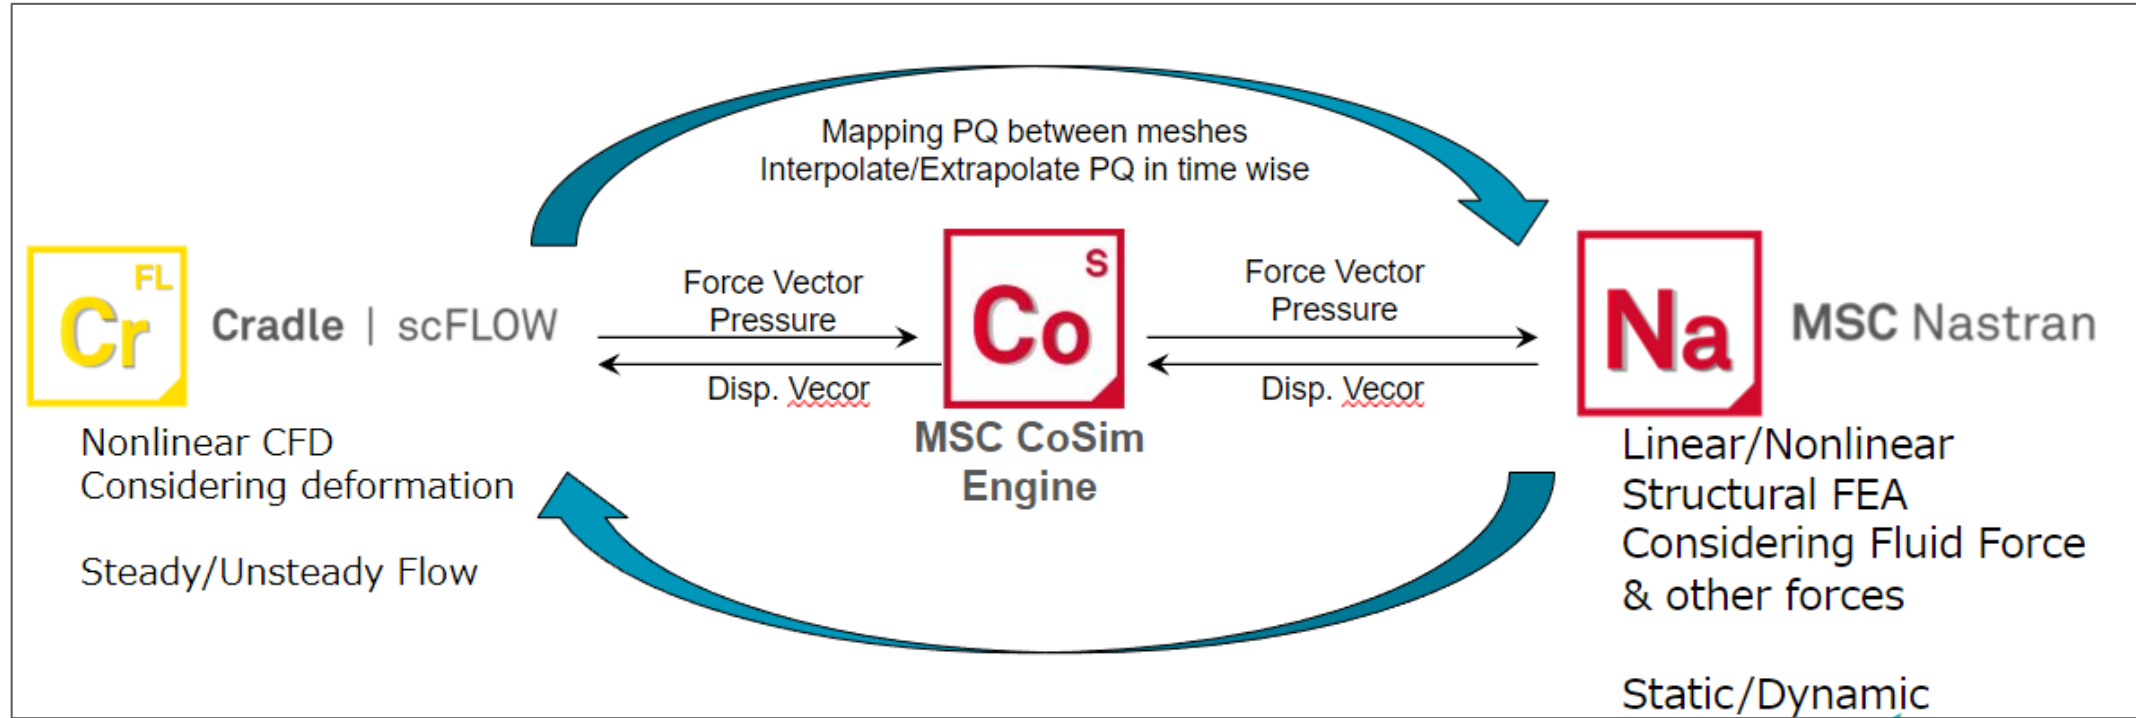 Mapping PQ between meshes
Interpolate/Extrapolate PQ in time wise
FL
Cr
Cradle | scFLOW
Force Vector
Pressure
Disp. Vecor
S
Co
MSC CoSim
Engine
Force Vector
Pressure
Disp. Vecor
Na
MSC Nastran
Nonlinear CFD
Considering deformation
Steady/Unsteady Flow
Linear/Nonlinear
Structural FEA
Considering Fluid Force
& other forces
Static/Dynamic